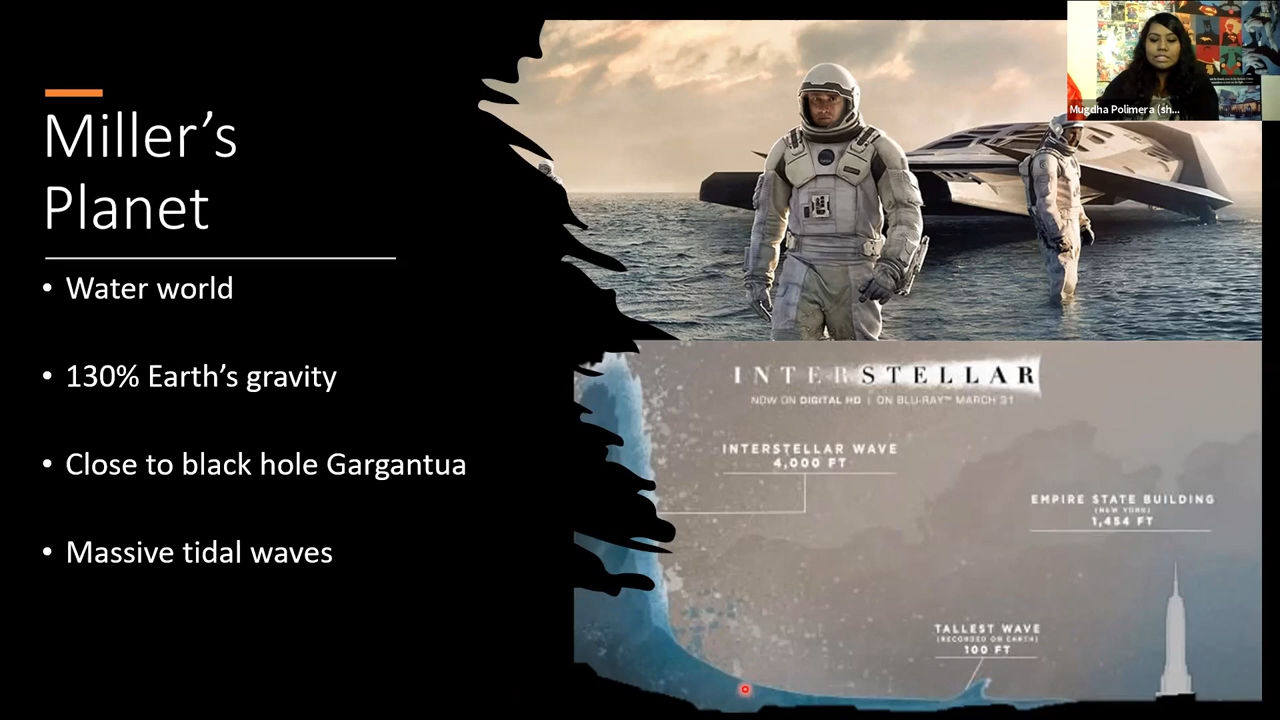 Miller's
Planet
• Water world
• 130% Earth's gravity
• Close to black hole Gargantua
• Massive tidal waves
Mugdha Polimera (sh...
INTERSTELLAR
NOW ON DIGITAL HD | ON BLU-RAY™ MARCH 31
INTERSTELLAR WAVE
4,000 FT
EMPIRE STATE BUILDING
(NEW YORK)
1,454 FT
TALLEST WAVE
(RECORDED ON EARTH)
100 FT